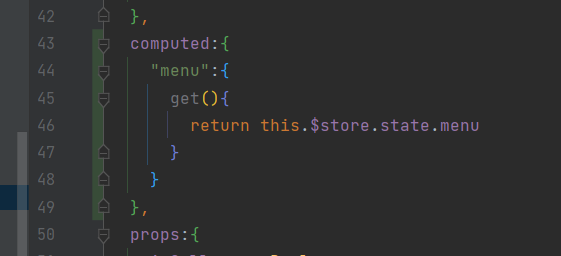 42 },
43 computed:{
44 "menu":{
45 get(){
46 return this.$store.state.menu
47 }
48 }
49 },
50 props:{